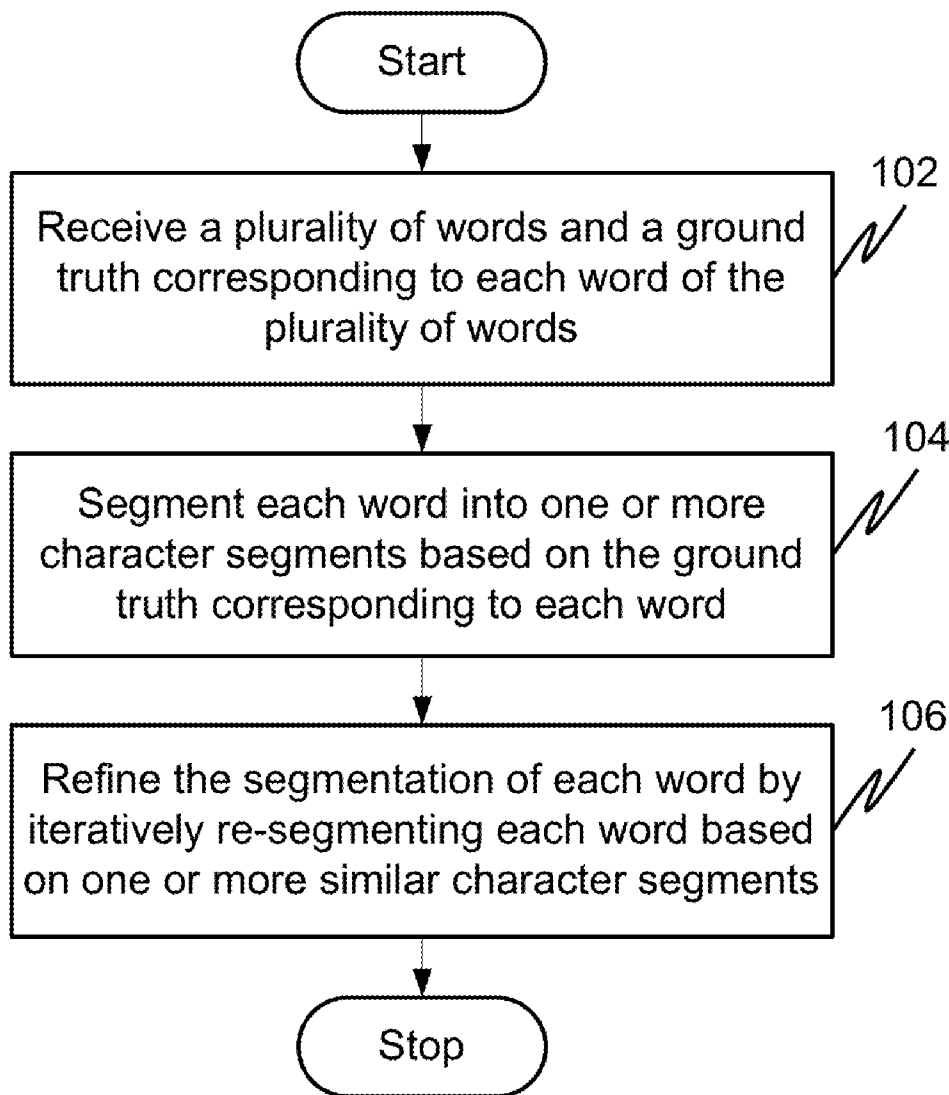 Start
102
Receive a plurality of words and a ground
truth corresponding to each word of the
plurality of words
104
Segment each word into one or more
character segments based on the ground
truth corresponding to each word
106
Refine the segmentation of each word by
iteratively re-segmenting each word based
on one or more similar character segments
Stop